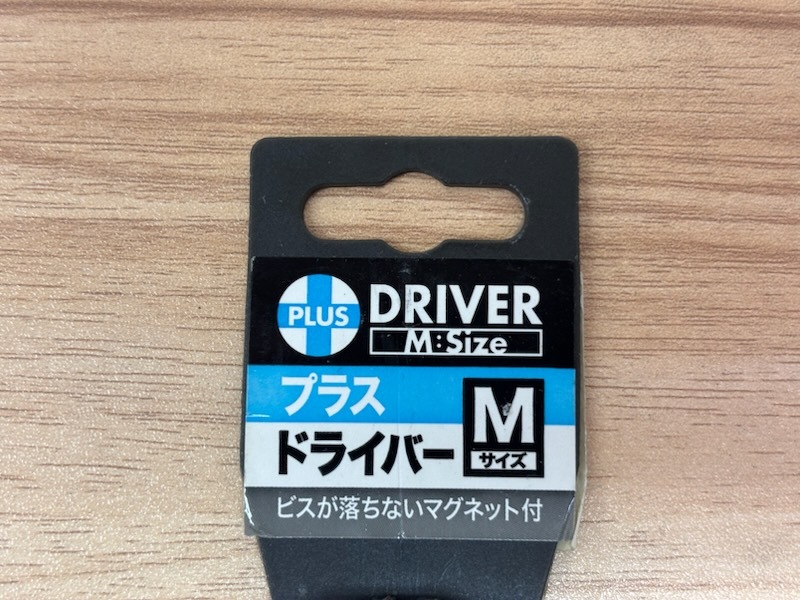 PLUS
DRIVER
M:Size
プラス
ドライバー
M
サイズ
ビスが落ちないマグネット付